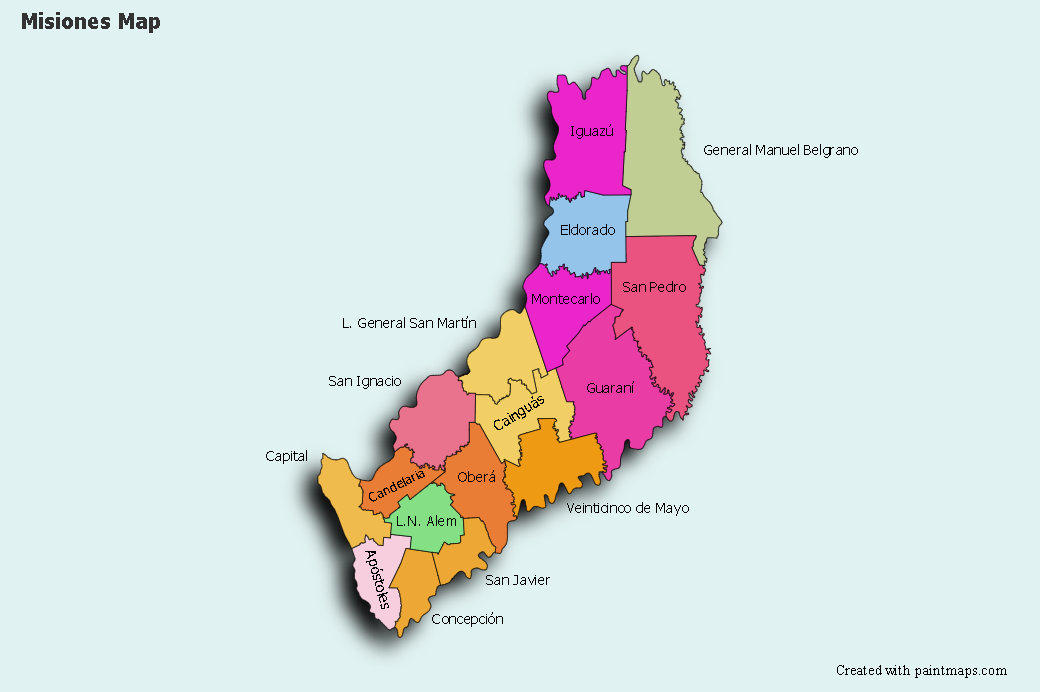 Misiones Map
Iguazú
General Manuel Belgrano
Eldorado
San Pedro
Montecarlo
L. General San Martín
San Ignacio
Guaraní
Cainguás
Capital
Candelaria
Oberá
Veinticinco de Mayo
L.N. Alem
Apóstoles
San Javier
Concepción
Created with paintmaps.com